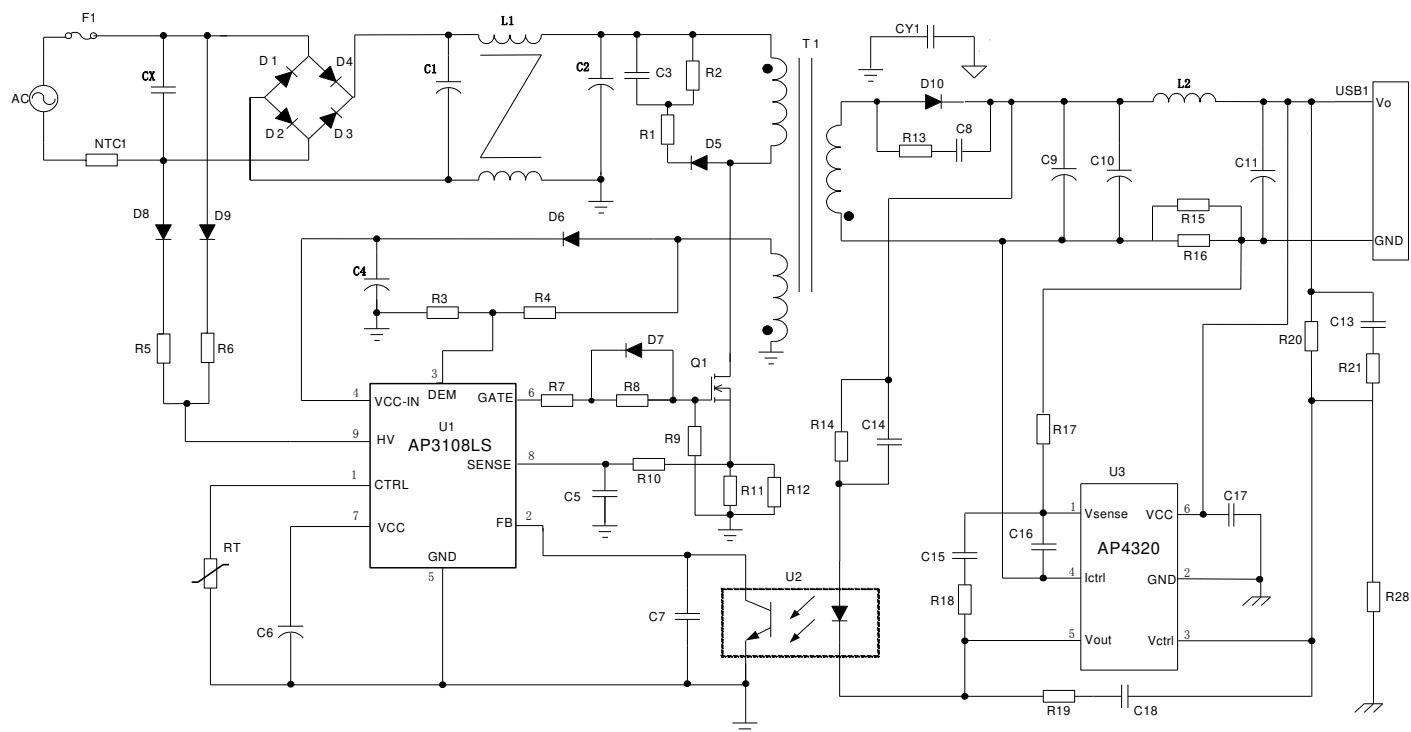 F1
L1
T1
CY1
D1
D4
CX
C1
C2
C3
R2
D10
L2
USB1
Vo
AC
D2
D3
R1
R13
C8
NTC1
D5
C9
C10
C11
D8
D9
D6
R15
R16
GND
C4
R3
R4
R5
R6
D7
Q1
R20
C13
R21
3
DEM
4
VCC-IN
GATE
6
R7
R8
U1
AP3108LS
9
HV
R9
R14
C14
R17
SENSE
8
R10
R11
R12
U3
1
CTRL
C5
7
VCC
FB
2
1
Vsense
VCC
6
C17
RT
GND
5
C15
C16
AP4320
U2
4
Ictrl
GND
2
R18
R28
C6
C7
5
Vout
Vctrl
3
R19
C18